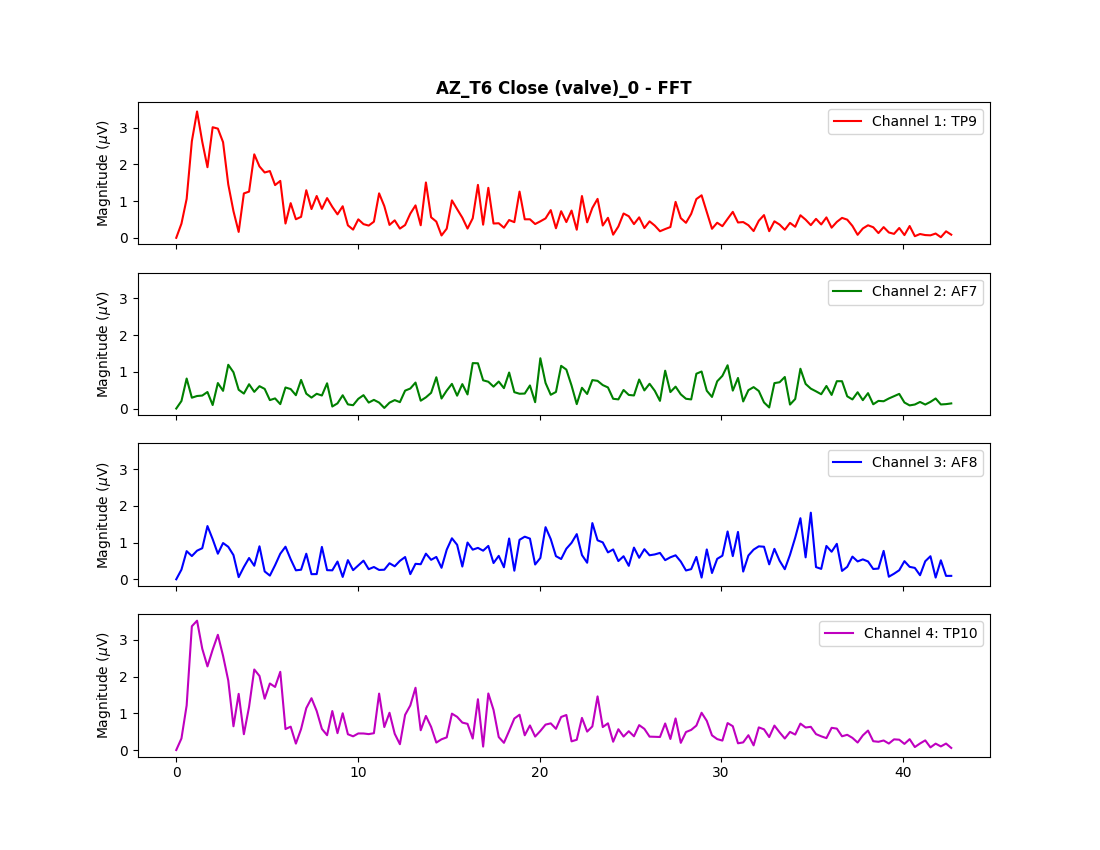 AZ_T6 Close (valve)_0 - FFT
Magnitude (μV)
3
2
1
0
Channel 1: TP9
Magnitude (μV)
3
2
1
0
Channel 2: AF7
Magnitude (μV)
3
2
1
0
Channel 3: AF8
Magnitude (μV)
3
2
1
0
Channel 4: TP10
0 10 20 30 40